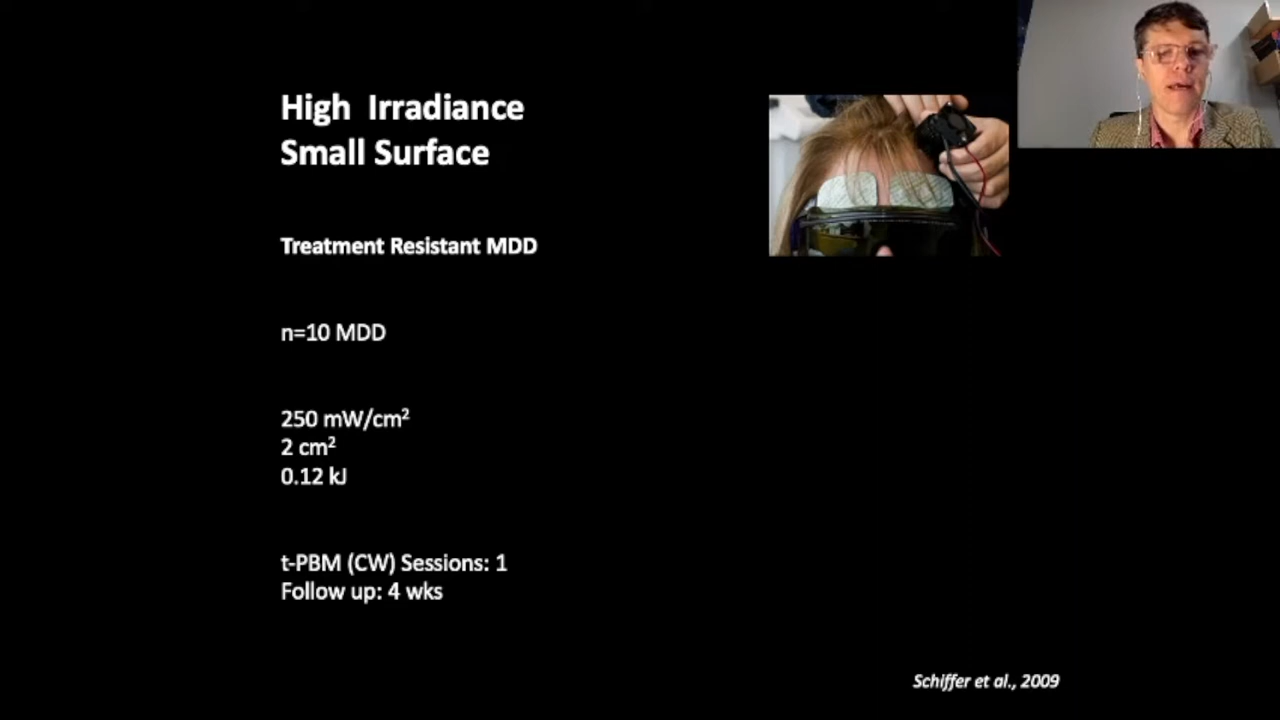 High Irradiance
Small Surface
Treatment Resistant MDD
n=10 MDD
250 mW/cm²
2 cm²
0.12 kJ
t-PBM (CW) Sessions: 1
Follow up: 4 wks
Schiffer et al., 2009